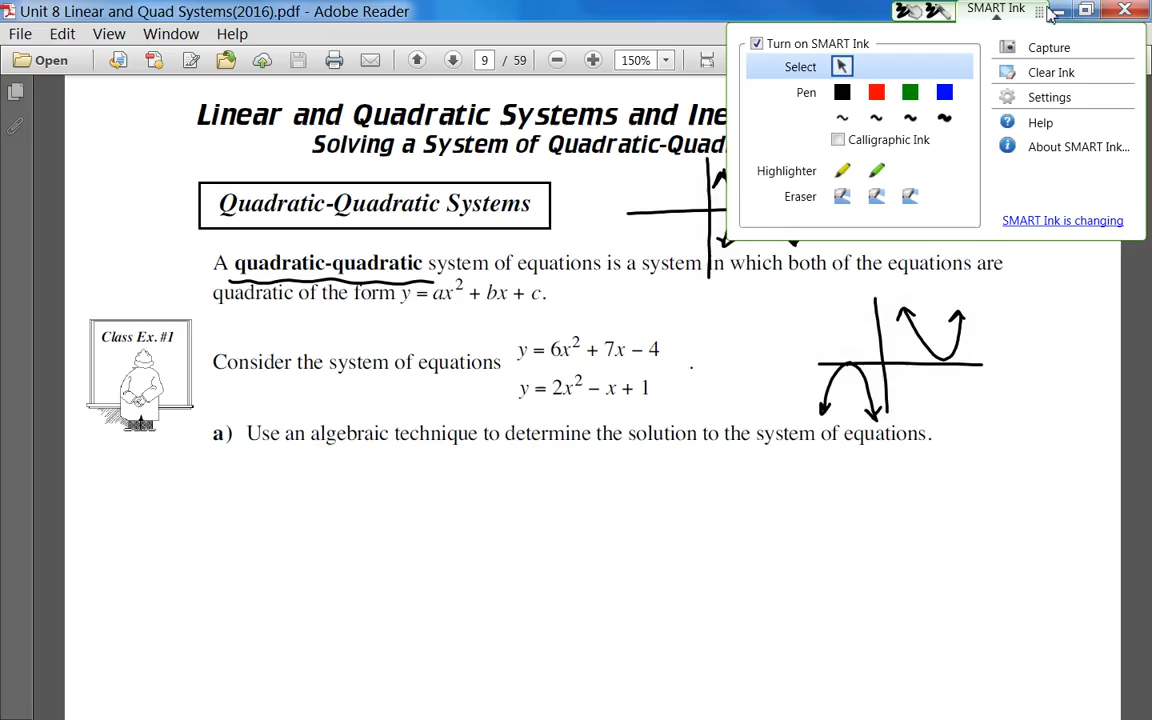 Unit 8 Linear and Quad Systems(2016).pdf - Adobe Reader
SMART Ink
File Edit View Window Help
Open 9 / 59 150%
Turn on SMART Ink
Select
Pen
Calligraphic Ink
Highlighter
Eraser
Capture
Clear Ink
Settings
Help
About SMART Ink...
SMART Ink is changing
Linear and Quadratic Systems and Ine
Solving a System of Quadratic-Quad
Quadratic-Quadratic Systems
A quadratic-quadratic system of equations is a system in which both of the equations are
quadratic of the form y = ax² + bx + c.
Class Ex. #1
Consider the system of equations
y = 6x² + 7x − 4
y = 2x² − x + 1
.
a) Use an algebraic technique to determine the solution to the system of equations.